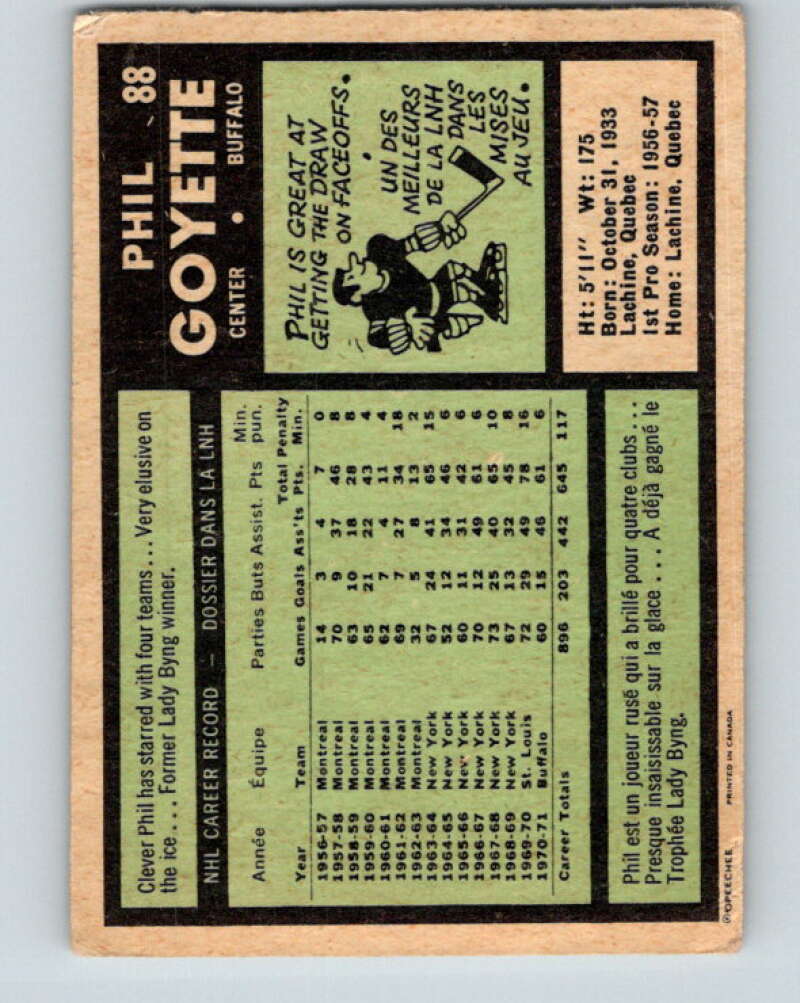 PHIL 88
GOYETTE
CENTER • BUFFALO
PHIL IS GREAT AT
GETTING THE DRAW
ON FACEOFFS.
•
UN DES
MEILLEURS
DE LA LNH
DANS
LES
MISES
AU JEU.
Ht: 5'11" Wt: 175
Born: October 31, 1933
Lachine, Quebec
1st Pro Season: 1956-57
Home: Lachine, Quebec
Clever Phil has starred with four teams... Very elusive on
the ice... Former Lady Byng winner.
NHL CAREER RECORD — DOSSIER DANS LA LNH
Année Équipe Parties Buts Assist. Pts Min. pun.
Year Team Games Goals Ass'ts Total Pts. Penalty Min.
1956-57 Montreal 14 3 4 7 0
1957-58 Montreal 70 9 37 46 8
1958-59 Montreal 63 10 18 28 8
1959-60 Montreal 65 21 22 43 4
1960-61 Montreal 62 7 4 11 4
1961-62 Montreal 69 7 27 34 18
1962-63 Montreal 32 5 8 13 2
1963-64 New York 67 24 41 65 15
1964-65 New York 52 12 34 46 6
1965-66 New York 60 11 31 42 6
1966-67 New York 70 12 49 61 6
1967-68 New York 73 25 40 65 10
1968-69 New York 67 13 32 45 8
1969-70 St. Louis 72 29 49 78 16
1970-71 Buffalo 60 15 46 61 6
Career Totals 896 203 442 645 117
Phil est un joueur rusé qui a brillé pour quatre clubs...
Presque insaisissable sur la glace... A déjà gagné le
Trophée Lady Byng.
©OPEECHEE PRINTED IN CANADA